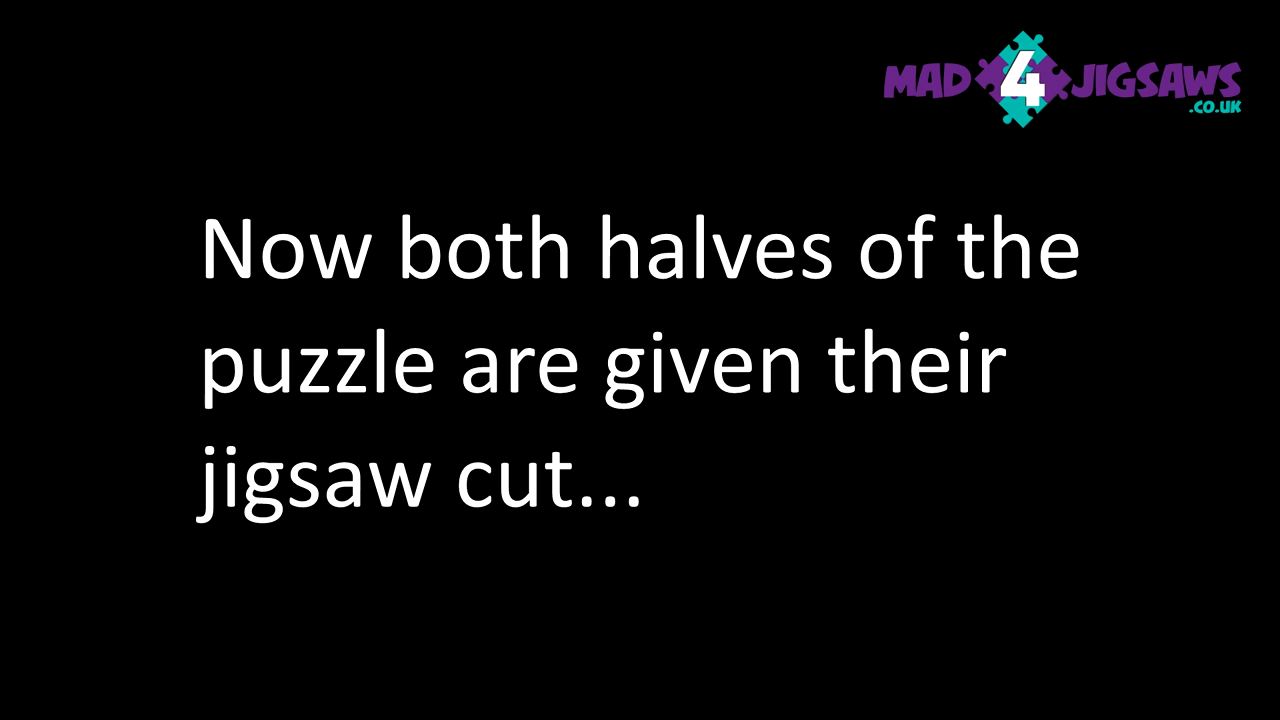 MAD 4 JIGSAWS
.CO.UK
Now both halves of the
puzzle are given their
jigsaw cut...